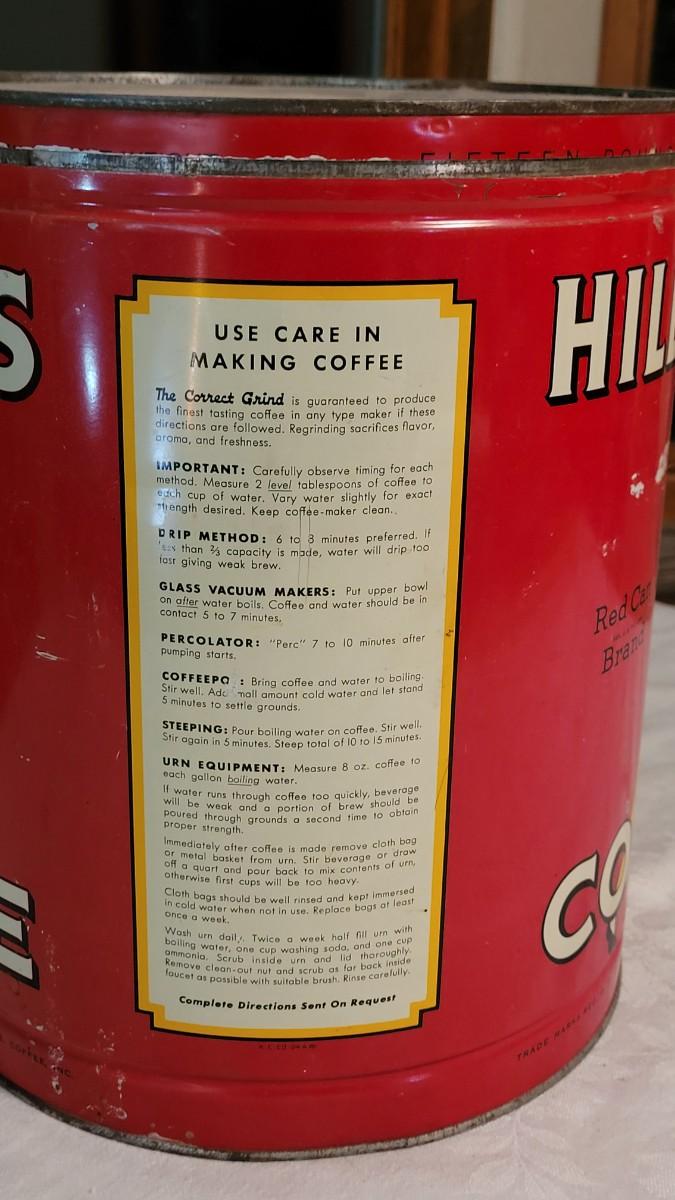 FIFTEEN POUN
S
HIL
USE CARE IN
MAKING COFFEE
The Correct Grind is guaranteed to produce
the finest tasting coffee in any type maker if these
directions are followed. Regrinding sacrifices flavor,
aroma, and freshness.
IMPORTANT: Carefully observe timing for each
method. Measure 2 level tablespoons of coffee to
each cup of water. Vary water slightly for exact
strength desired. Keep coffee-maker clean.
DRIP METHOD: 6 to 8 minutes preferred. If
less than ⅔ capacity is made, water will drip too
fast giving weak brew.
GLASS VACUUM MAKERS: Put upper bowl
on after water boils. Coffee and water should be in
contact 5 to 7 minutes.
PERCOLATOR: "Perc" 7 to 10 minutes after
pumping starts.
COFFEEPO : Bring coffee and water to boiling.
Stir well. Add small amount cold water and let stand
5 minutes to settle grounds.
STEEPING: Pour boiling water on coffee. Stir well.
Stir again in 5 minutes. Steep total of 10 to 15 minutes.
URN EQUIPMENT: Measure 8 oz. coffee to
each gallon boiling water.
If water runs through coffee too quickly, beverage
will be weak and a portion of brew should be
poured through grounds a second time to obtain
proper strength.
Immediately after coffee is made remove cloth bag
or metal basket from urn. Stir beverage or draw
off a quart and pour back to mix contents of urn,
otherwise first cups will be too heavy.
Cloth bags should be well rinsed and kept immersed
in cold water when not in use. Replace bags at least
once a week.
Wash urn daily. Twice a week half fill urn with
boiling water, one cup washing soda, and one cup
ammonia. Scrub inside urn and lid thoroughly.
Remove clean-out nut and scrub as far back inside
faucet as possible with suitable brush. Rinse carefully.
Complete Directions Sent On Request
Red Can
Brand
E
CO
COFFEE, INC.
TRADE MARKS REG.